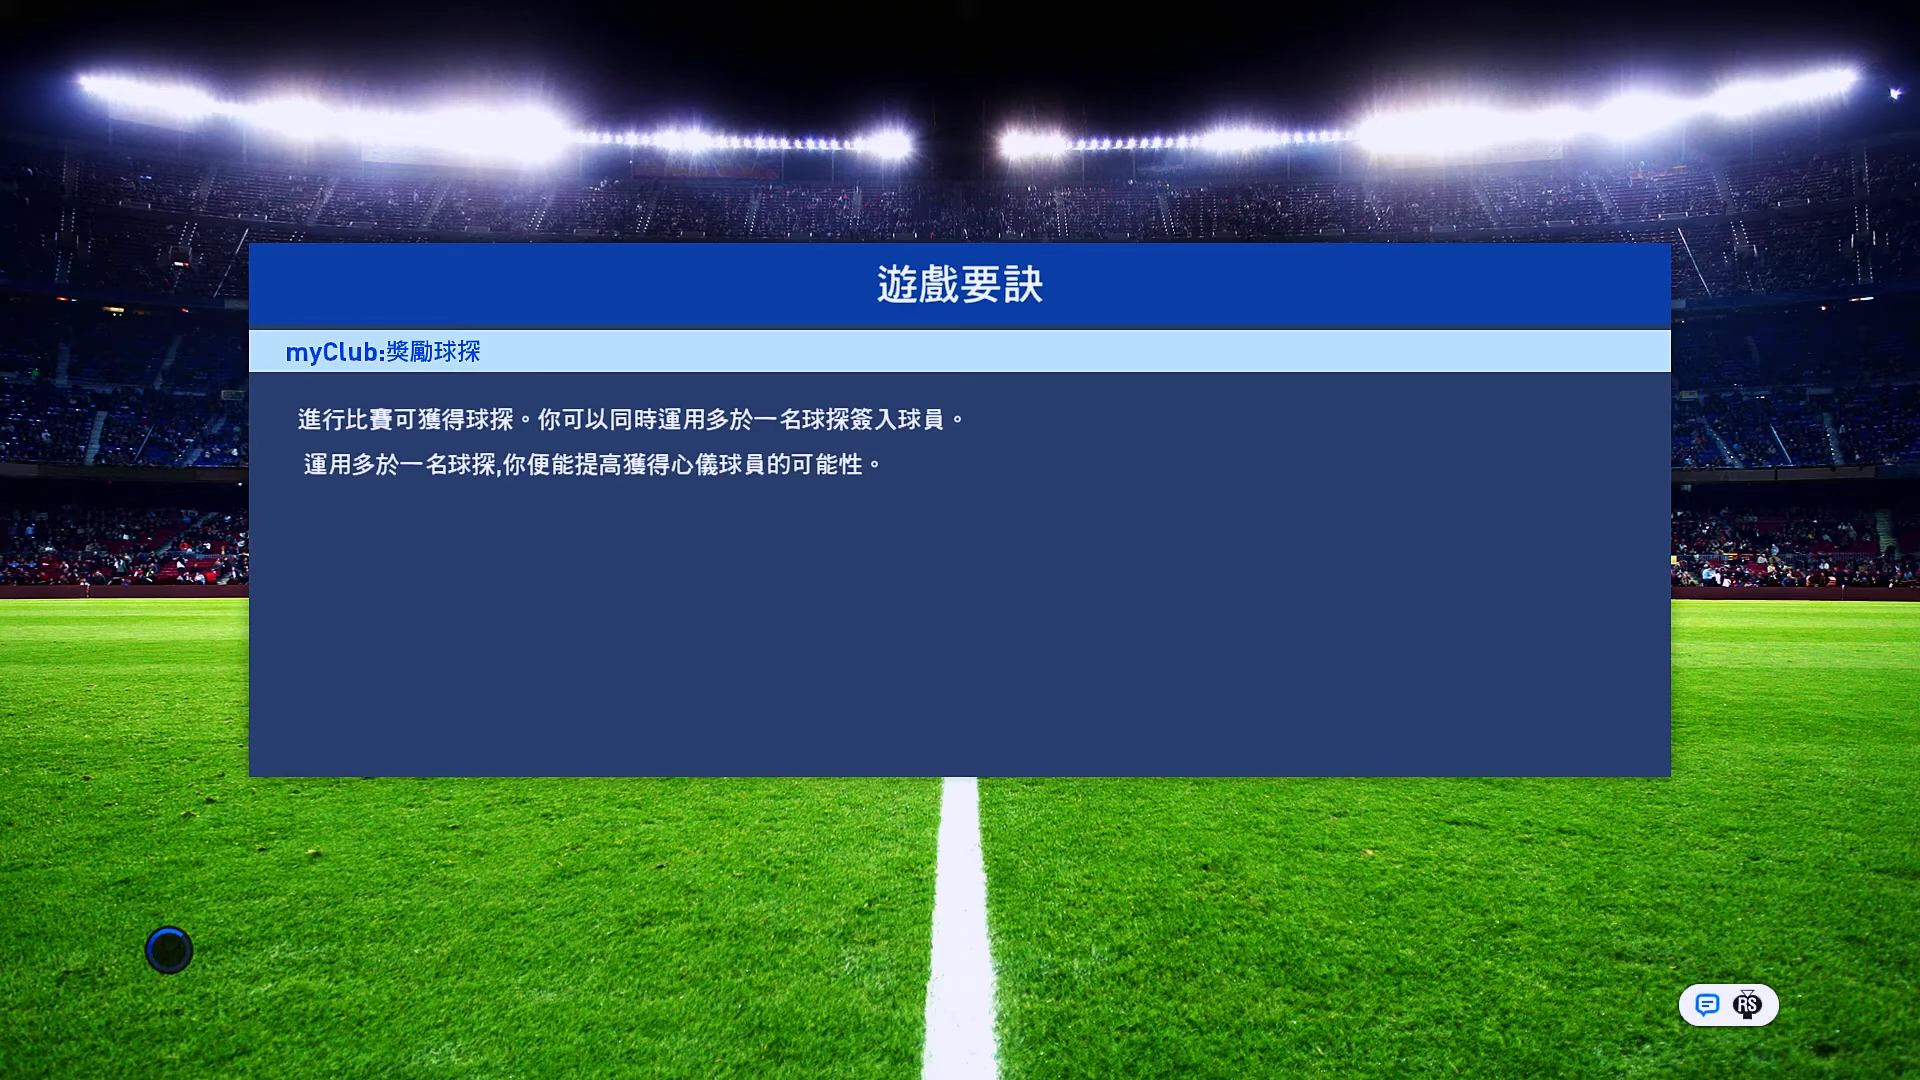 遊戲要訣
myClub:獎勵球探
進行比賽可獲得球探。你可以同時運用多於一名球探簽入球員。
運用多於一名球探,你便能提高獲得心儀球員的可能性。
RS